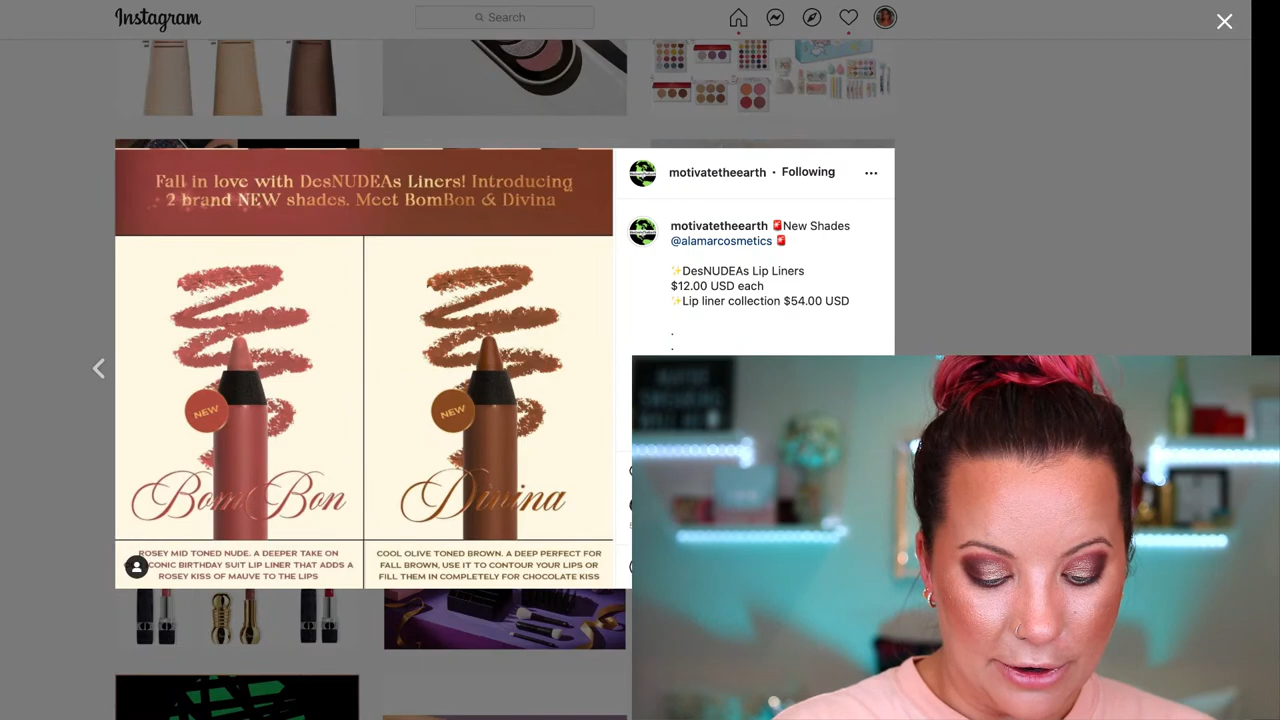 Instagram
Search
Fall in love with DesNUDEAs Liners! Introducing
2 brand NEW shades. Meet BomBon & Divina
NEW
BomBon
ROSEY MID TONED NUDE. A DEEPER TAKE ON
ICONIC BIRTHDAY SUIT LIP LINER THAT ADDS A
ROSEY KISS OF MAUVE TO THE LIPS
NEW
Divina
COOL OLIVE TONED BROWN. A DEEP PERFECT FOR
FALL BROWN, USE IT TO CONTOUR YOUR LIPS OR
FILL THEM IN COMPLETELY FOR CHOCOLATE KISS
motivatetheearth • Following
motivatetheearth 🚨New Shades
@alamarcosmetics 🚨
✨DesNUDEAs Lip Liners
$12.00 USD each
✨Lip liner collection $54.00 USD
.
.